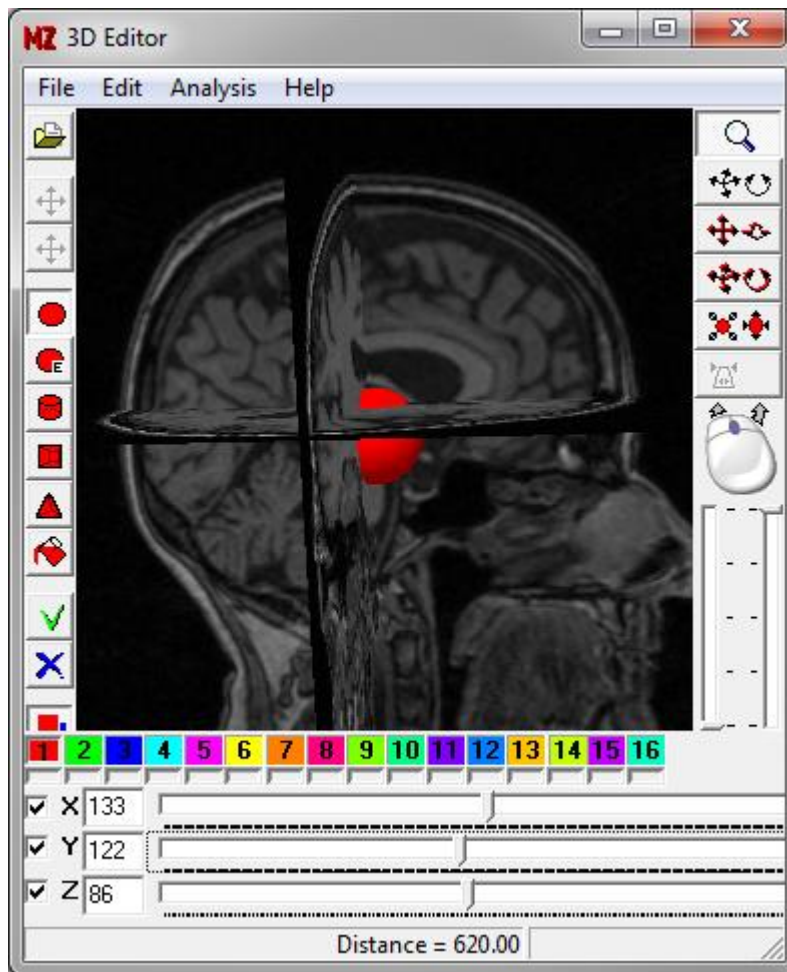 MZ 3D Editor
File Edit Analysis Help
E
1 2 3 4 5 6 7 8 9 10 11 12 13 14 15 16
X 133
Y 122
Z 86
Distance = 620.00